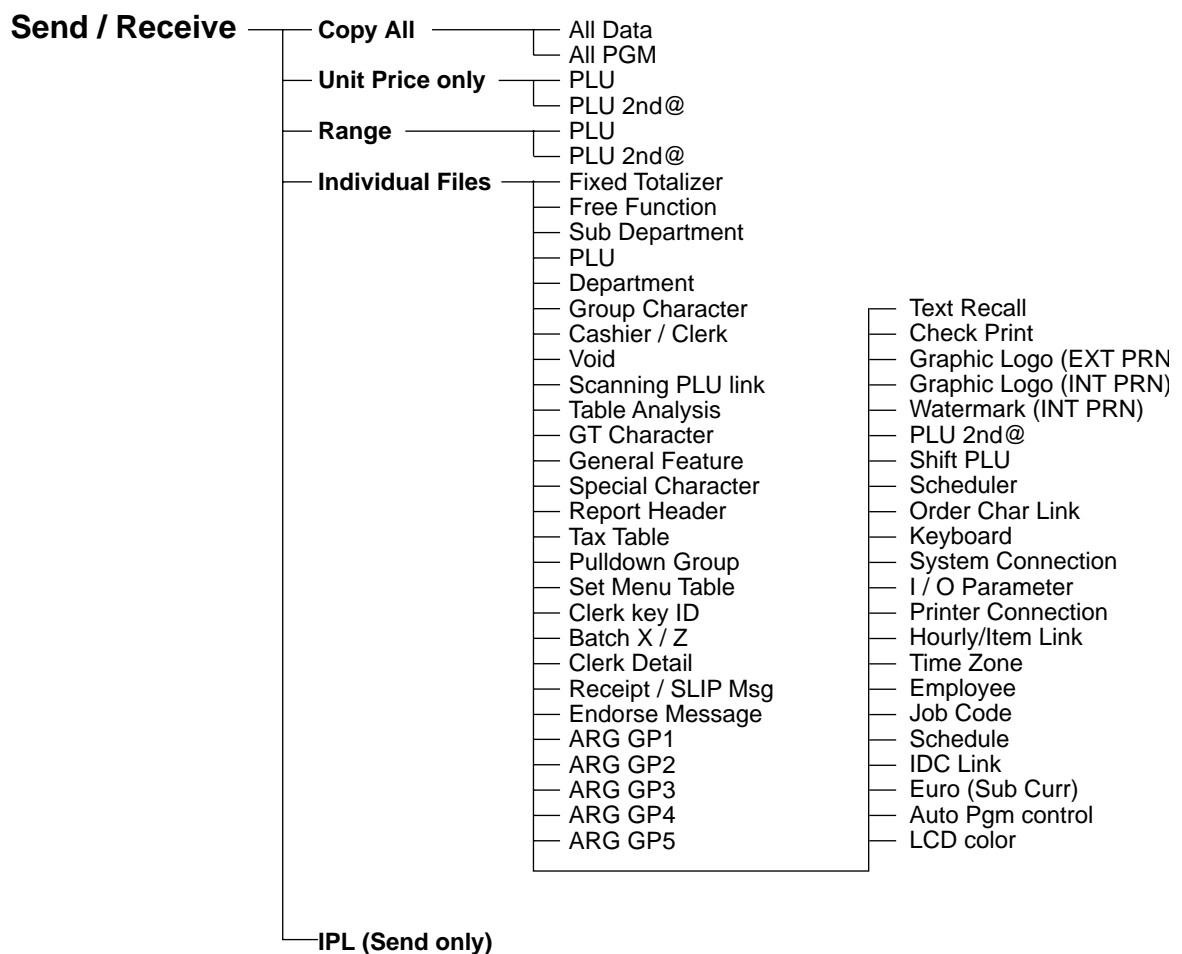 Send / Receive
Copy All
All Data
All PGM
Unit Price only
PLU
PLU 2nd@
Range
PLU
PLU 2nd@
Individual Files
Fixed Totalizer
Free Function
Sub Department
PLU
Department
Group Character
Cashier / Clerk
Void
Scanning PLU link
Table Analysis
GT Character
General Feature
Special Character
Report Header
Tax Table
Pulldown Group
Set Menu Table
Clerk key ID
Batch X / Z
Clerk Detail
Receipt / SLIP Msg
Endorse Message
ARG GP1
ARG GP2
ARG GP3
ARG GP4
ARG GP5
Text Recall
Check Print
Graphic Logo (EXT PRN
Graphic Logo (INT PRN)
Watermark (INT PRN)
PLU 2nd@
Shift PLU
Scheduler
Order Char Link
Keyboard
System Connection
I / O Parameter
Printer Connection
Hourly/Item Link
Time Zone
Employee
Job Code
Schedule
IDC Link
Euro (Sub Curr)
Auto Pgm control
LCD color
IPL (Send only)